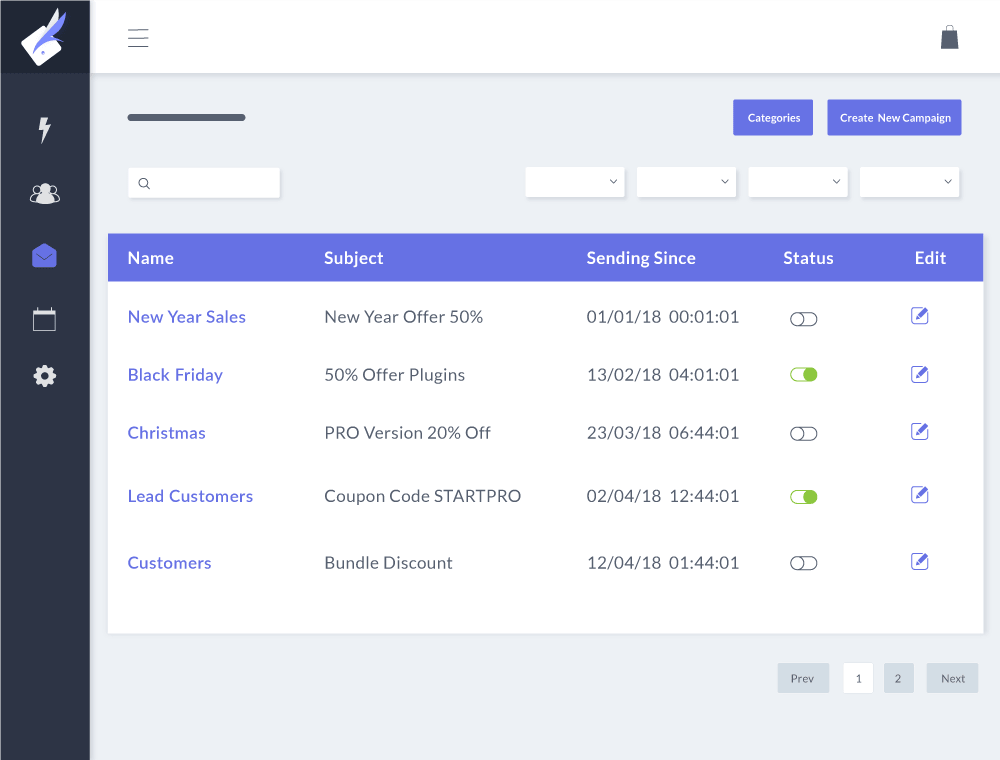 Categories Create New Campaign
Name Subject Sending Since Status Edit
New Year Sales New Year Offer 50% 01/01/18 00:01:01
Black Friday 50% Offer Plugins 13/02/18 04:01:01
Christmas PRO Version 20% Off 23/03/18 06:44:01
Lead Customers Coupon Code STARTPRO 02/04/18 12:44:01
Customers Bundle Discount 12/04/18 01:44:01
Prev 1 2 Next